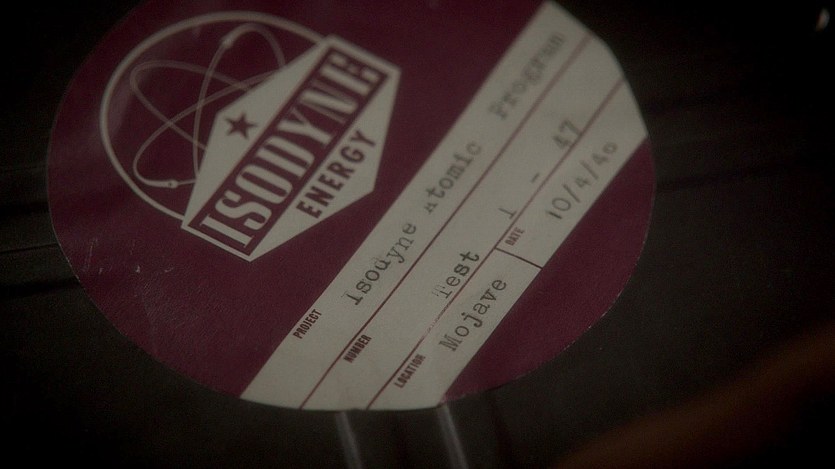 ISODYNE
ENERGY
PROJECT Isodyne Atomic Program
NUMBER Test 1 - 47
LOCATION Mojave DATE 10/4/46